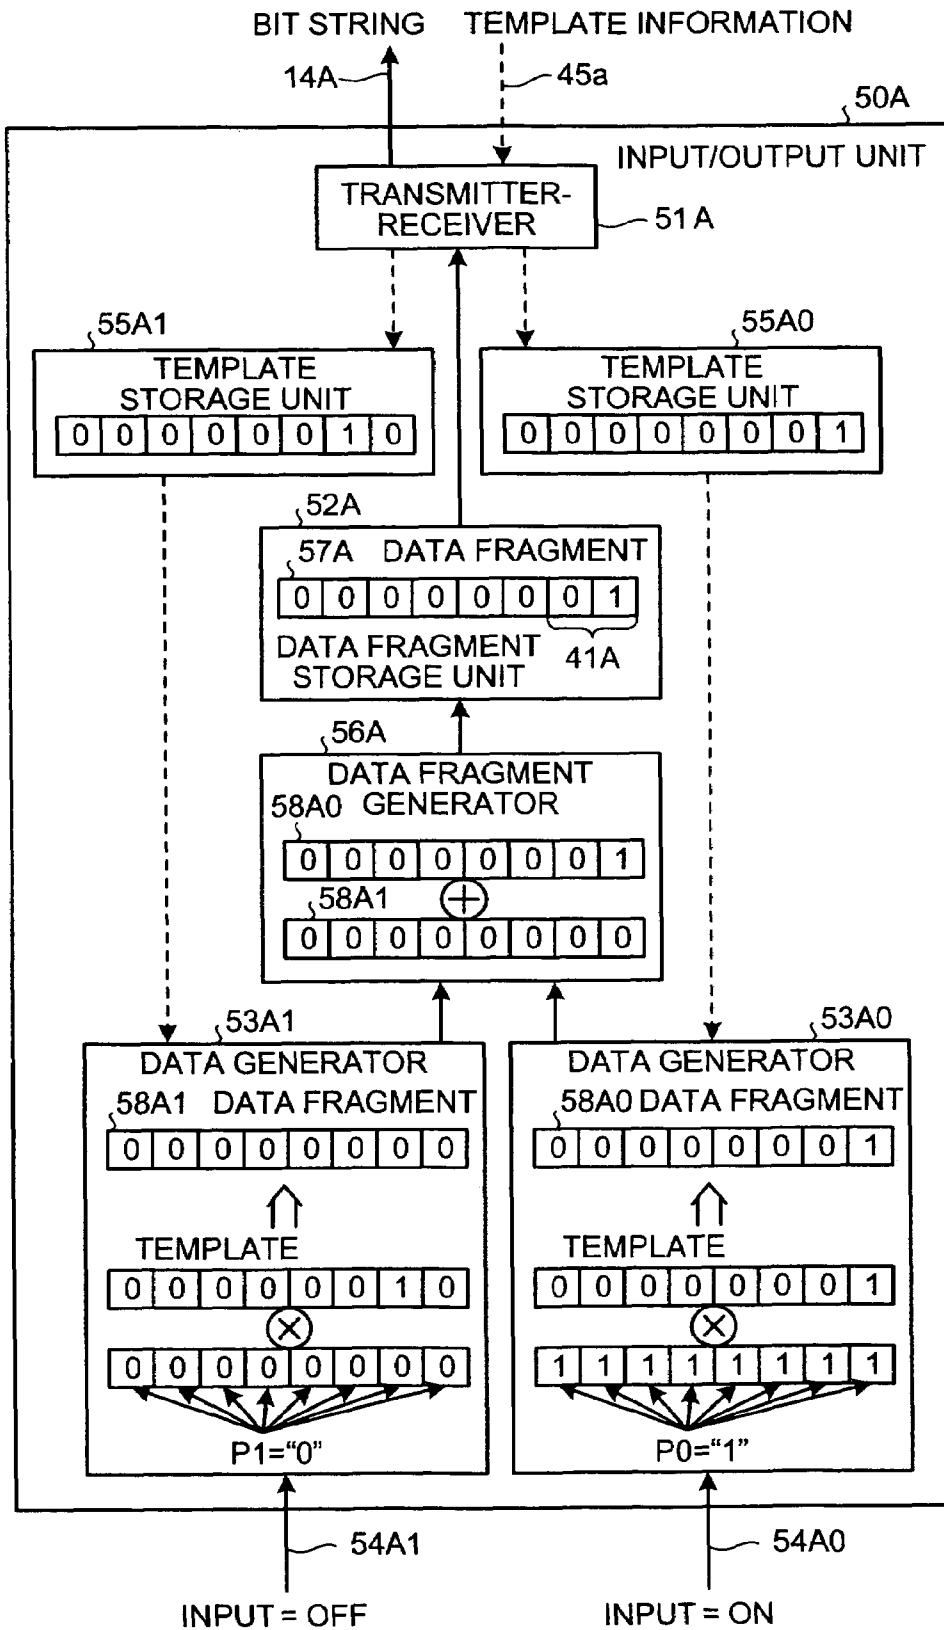 BIT STRING TEMPLATE INFORMATION
14A 45a
50A
INPUT/OUTPUT UNIT
TRANSMITTER-
RECEIVER
51A
55A1
TEMPLATE
STORAGE UNIT
0 0 0 0 0 0 1 0
55A0
TEMPLATE
STORAGE UNIT
0 0 0 0 0 0 0 1
52A
57A DATA FRAGMENT
0 0 0 0 0 0 0 1
41A
DATA FRAGMENT
STORAGE UNIT
56A
DATA FRAGMENT
GENERATOR
58A0
0 0 0 0 0 0 0 1
+
58A1
0 0 0 0 0 0 0 0
53A1
DATA GENERATOR
58A1 DATA FRAGMENT
0 0 0 0 0 0 0 0
TEMPLATE
0 0 0 0 0 0 1 0
×
0 0 0 0 0 0 0 0
P1="0"
53A0
DATA GENERATOR
58A0 DATA FRAGMENT
0 0 0 0 0 0 0 1
TEMPLATE
0 0 0 0 0 0 0 1
×
1 1 1 1 1 1 1 1
P0="1"
54A1
INPUT = OFF
54A0
INPUT = ON